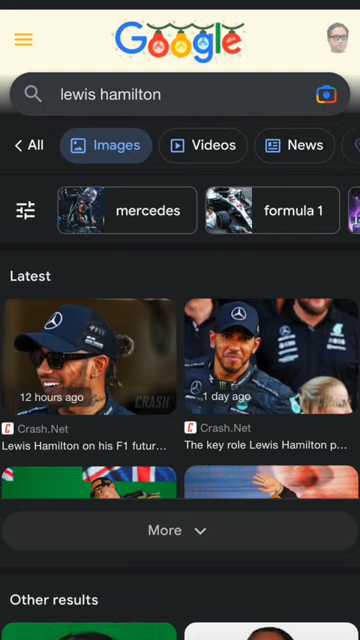 Google
lewis hamilton
All Images Videos News
mercedes formula 1
Latest
12 hours ago CRASH 1 day ago
Crash.Net Crash.Net
Lewis Hamilton on his F1 futur... The key role Lewis Hamilton p...
More
Other results